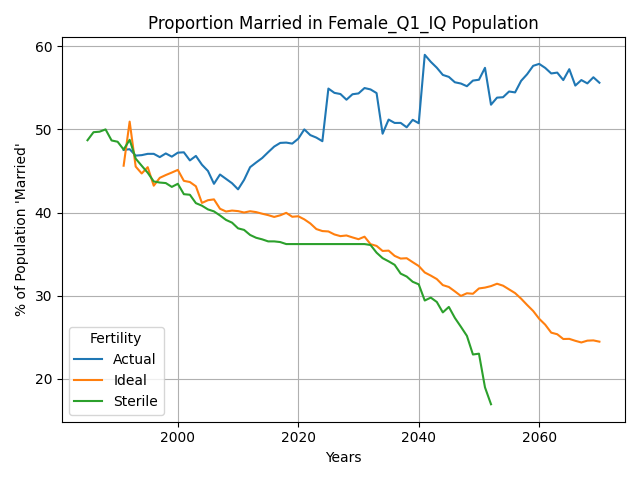 Proportion Married in Female_Q1_IQ Population
% of Population 'Married'
60
50
40
30
20
Fertility
Actual
Ideal
Sterile
2000 2020 2040 2060
Years